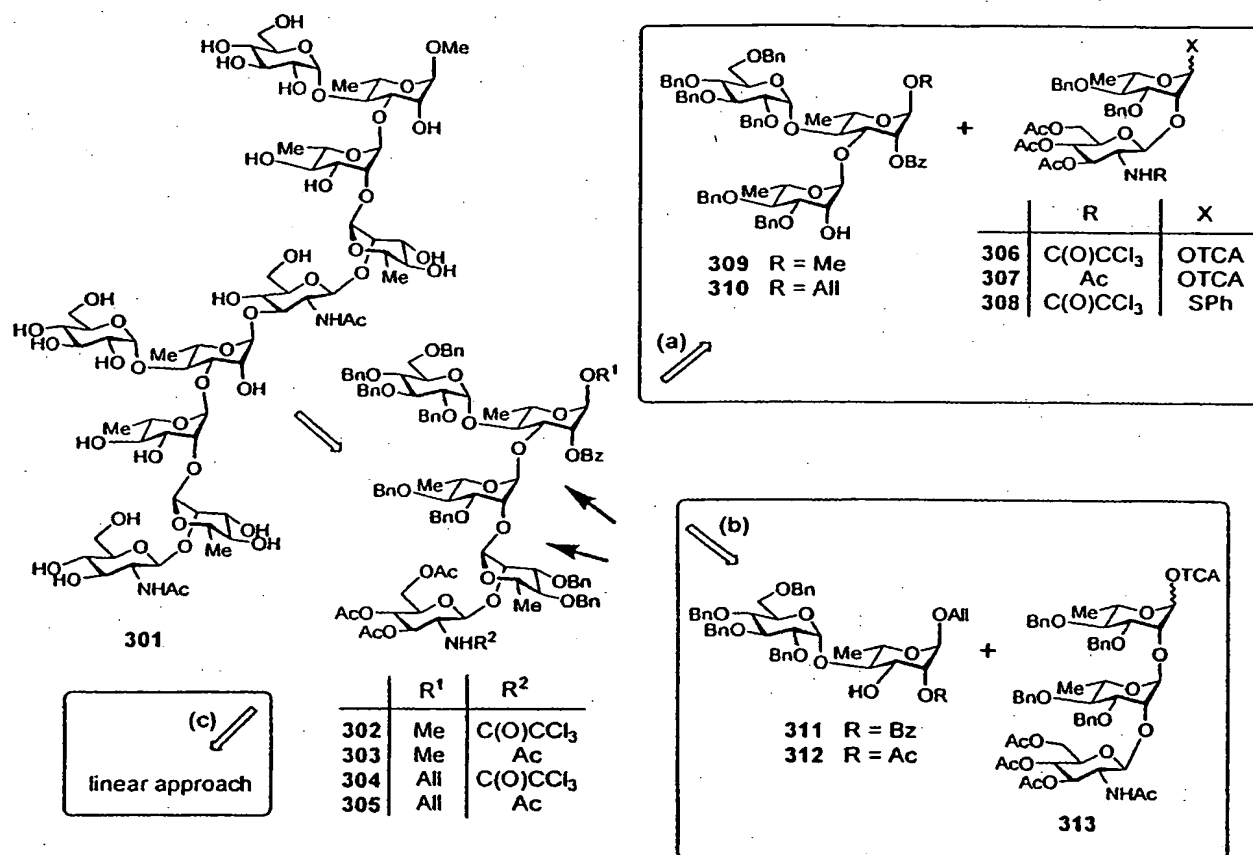 OH
HO
HO
HO
O
OMe
Me
O
HO
O
O
OH
Me
O
HO
HO
O
O
OH
OH
Me
OH
HO
O
NHAc
O
OH
HO
HO
HO
O
Me
O
O
O
OH
Me
O
HO
HO
O
O
OH
OH
Me
OH
HO
HO
O
NHAc
O
301
OBn
BnO
BnO
BnO
O
OR¹
Me
O
O
O
OBz
Me
BnO
BnO
O
O
O
OBn
OBn
Me
OAc
AcO
AcO
O
NHR²
O
R¹ R²
302 Me C(O)CCl₃
303 Me Ac
304 All C(O)CCl₃
305 All Ac
(c)
linear approach
(a)
OBn
BnO
BnO
BnO
O
OR
Me
O
O
O
OBz
Me
BnO
BnO
O
OH
309 R = Me
310 R = All
+
X
Me
BnO
BnO
O
O
AcO
AcO
AcO
O
NHR
R X
306 C(O)CCl₃ OTCA
307 Ac OTCA
308 C(O)CCl₃ SPh
(b)
OBn
BnO
BnO
BnO
O
OAll
Me
O
O
HO
OR
311 R = Bz
312 R = Ac
+
OTCA
Me
BnO
BnO
O
O
Me
BnO
BnO
O
O
AcO
AcO
AcO
O
NHAc
313